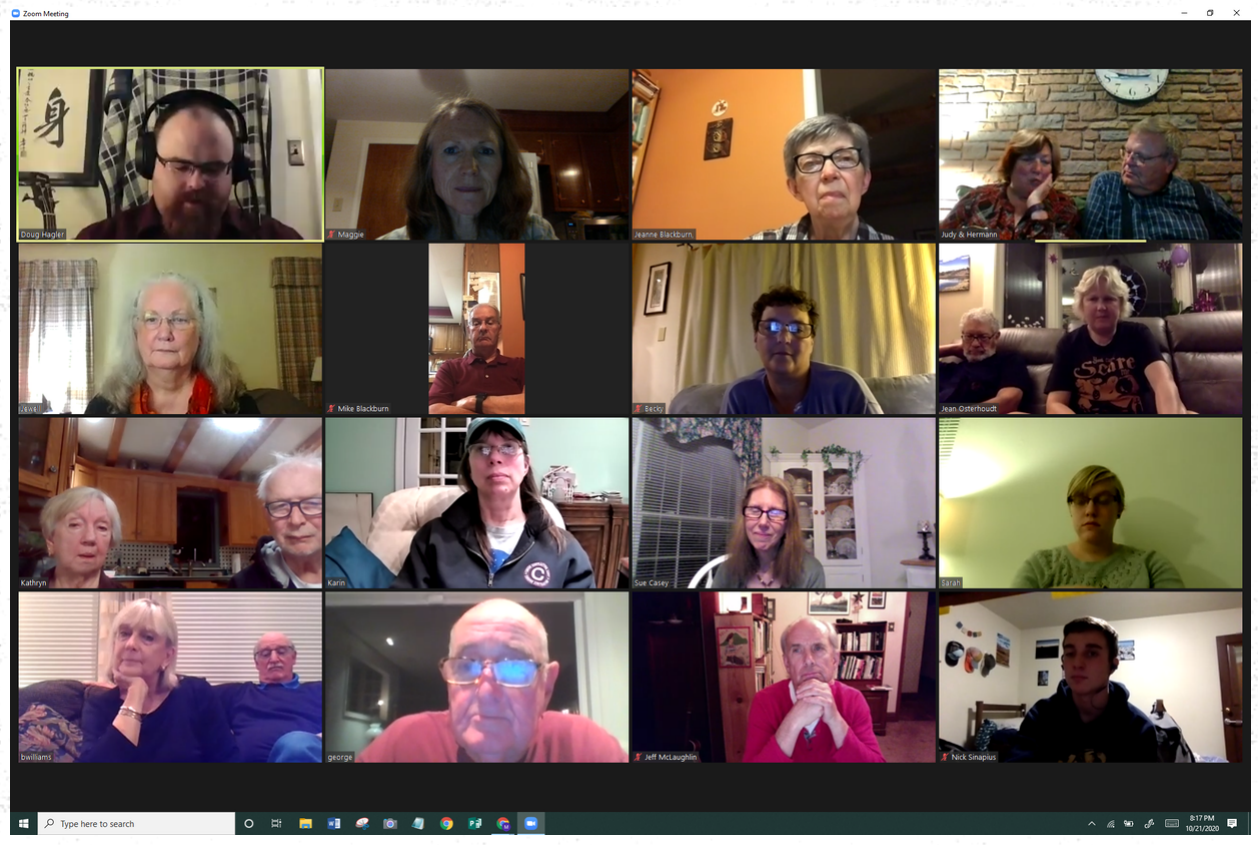 Zoom Meeting
身
Doug Hagler
Maggie
Jeanne Blackburn
Judy & Hermann
Jewell
Mike Blackburn
Becky
Scare
Jean Osterhoudt
Kathryn
Karin
C
Sue Casey
Sarah
bwilliams
george
Jeff McLaughlin
Nick Sinapius
Type here to search
8:17 PM
10/21/2020